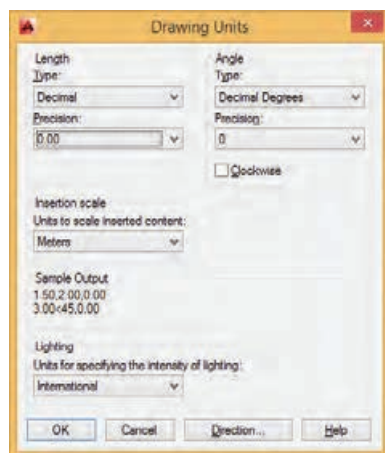 Drawing Units
Length
Type:
Decimal
Precision:
0.00
Angle
Type:
Decimal Degrees
Precision:
0
Clockwise
Insertion scale
Units to scale inserted content:
Meters
Sample Output
1.50,2.00,0.00
3.00<45,0.00
Lighting
Units for specifying the intensity of lighting:
International
OK
Cancel
Direction...
Help